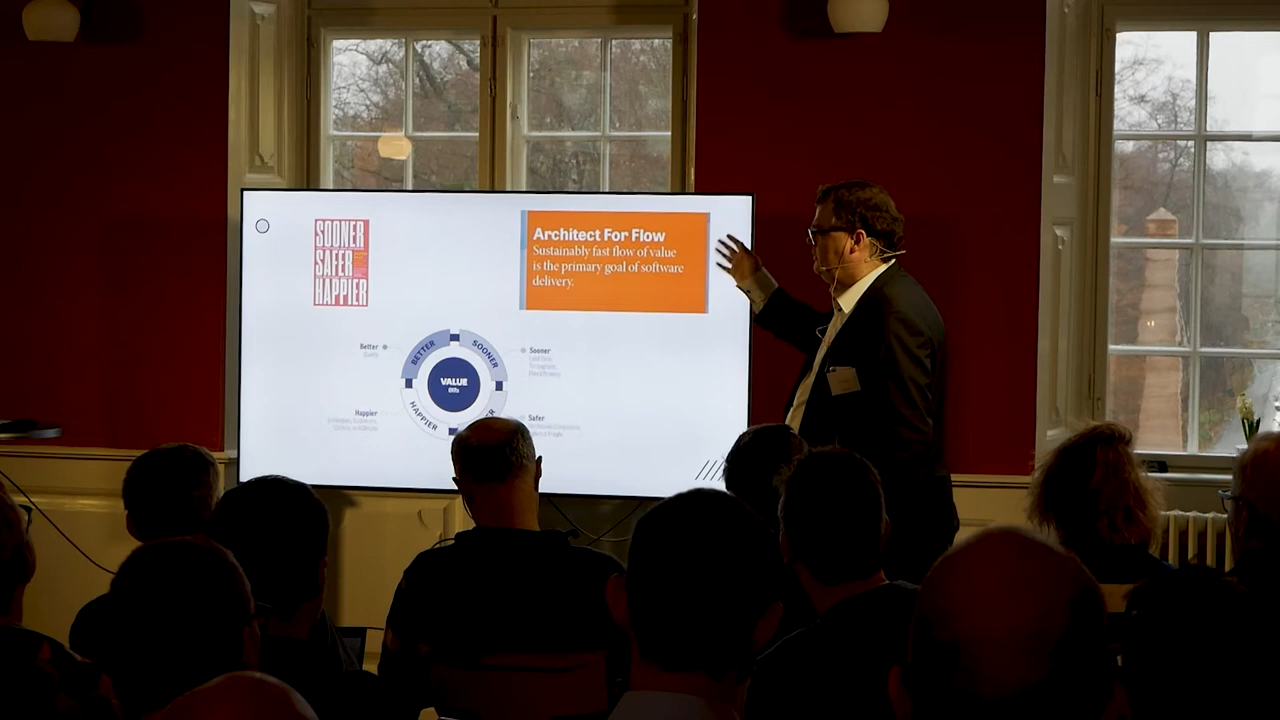 SOONER
SAFER
HAPPIER
Architect For Flow
Sustainably fast flow of value
is the primary goal of software
delivery.
Better
Sooner
BETTER
SOONER
VALUE
HAPPIER
Happier
Safer